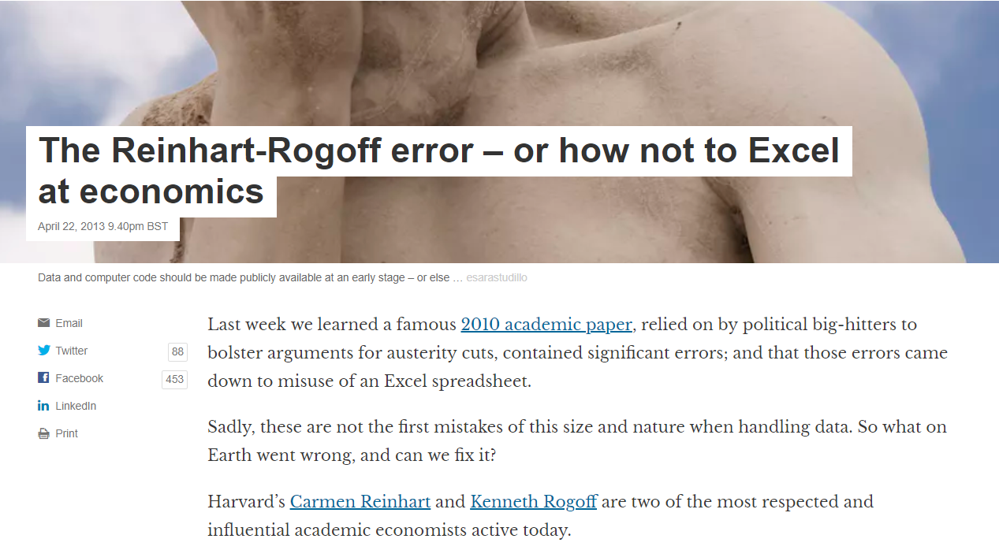 The Reinhart-Rogoff error – or how not to Excel
at economics
April 22, 2013 9.40pm BST
Data and computer code should be made publicly available at an early stage – or else … esarastudillo
Email
Twitter 88
Facebook 453
LinkedIn
Print
Last week we learned a famous 2010 academic paper, relied on by political big-hitters to
bolster arguments for austerity cuts, contained significant errors; and that those errors came
down to misuse of an Excel spreadsheet.
Sadly, these are not the first mistakes of this size and nature when handling data. So what on
Earth went wrong, and can we fix it?
Harvard’s Carmen Reinhart and Kenneth Rogoff are two of the most respected and
influential academic economists active today.